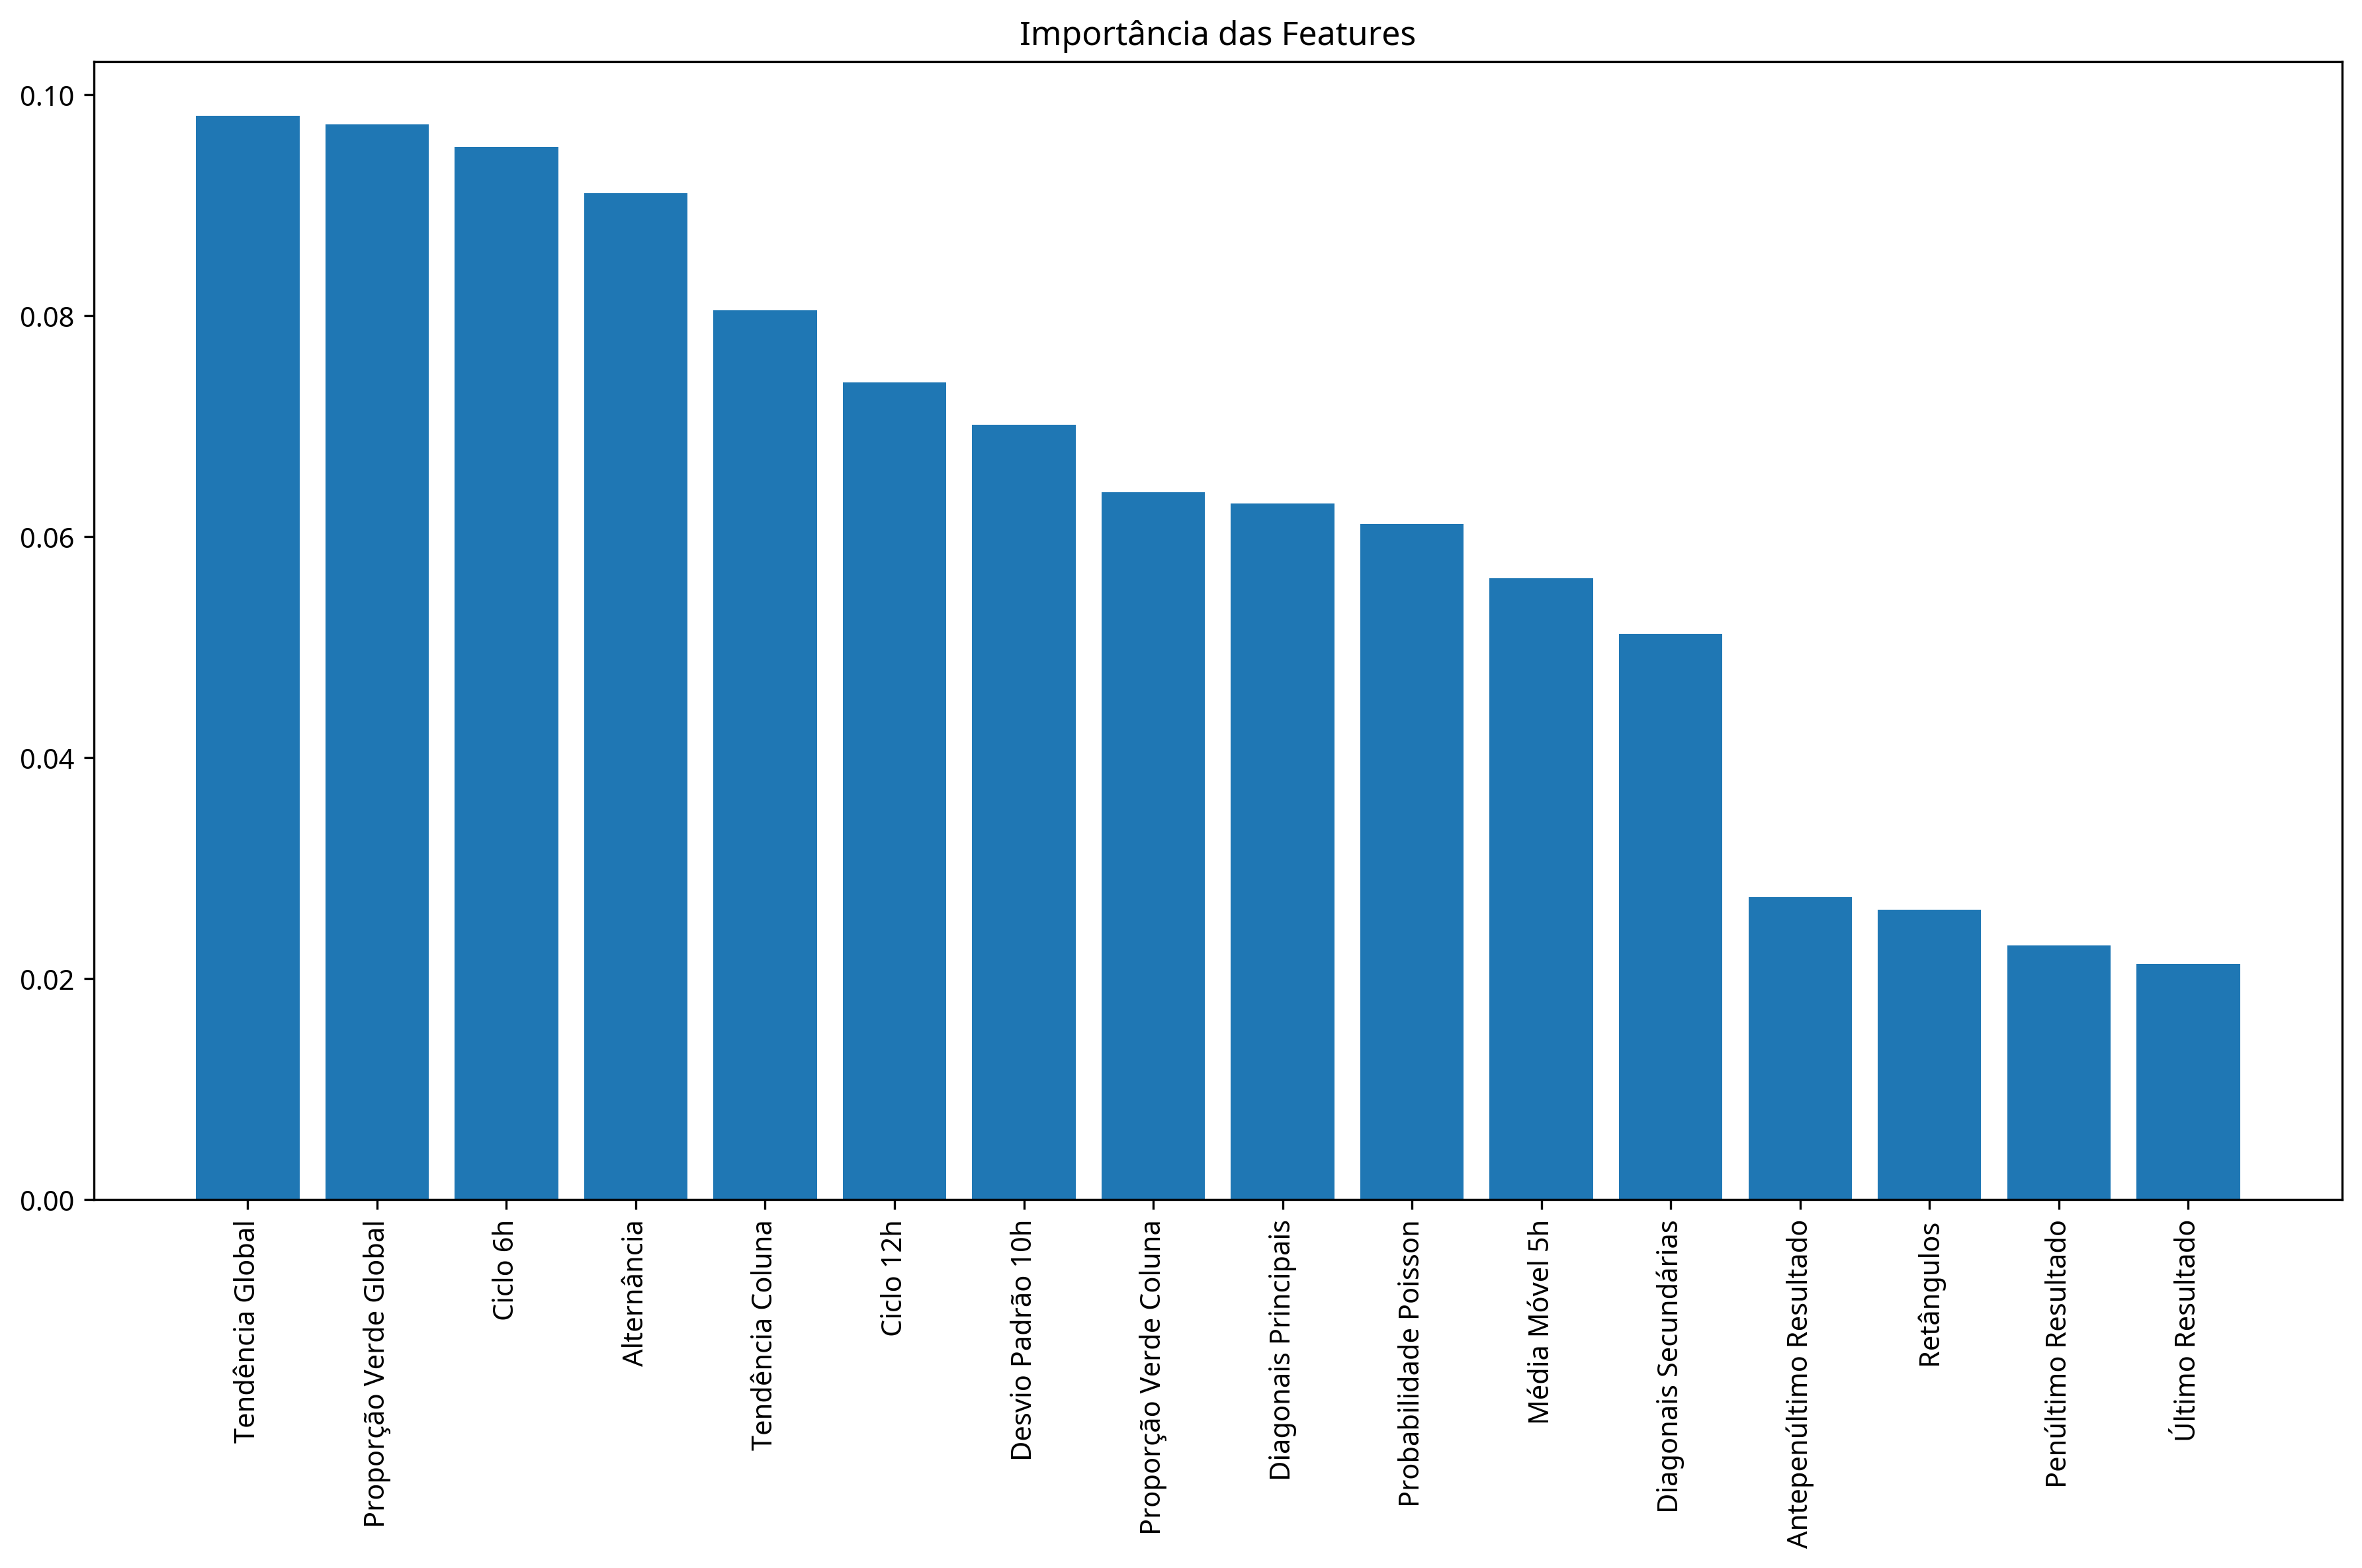 Importância das Features
0.10
0.08
0.06
0.04
0.02
0.00
Tendência Global
Proporção Verde Global
Ciclo 6h
Alternância
Tendência Coluna
Ciclo 12h
Desvio Padrão 10h
Proporção Verde Coluna
Diagonais Principais
Probabilidade Poisson
Média Móvel 5h
Diagonais Secundárias
Antepenúltimo Resultado
Retângulos
Penúltimo Resultado
Último Resultado